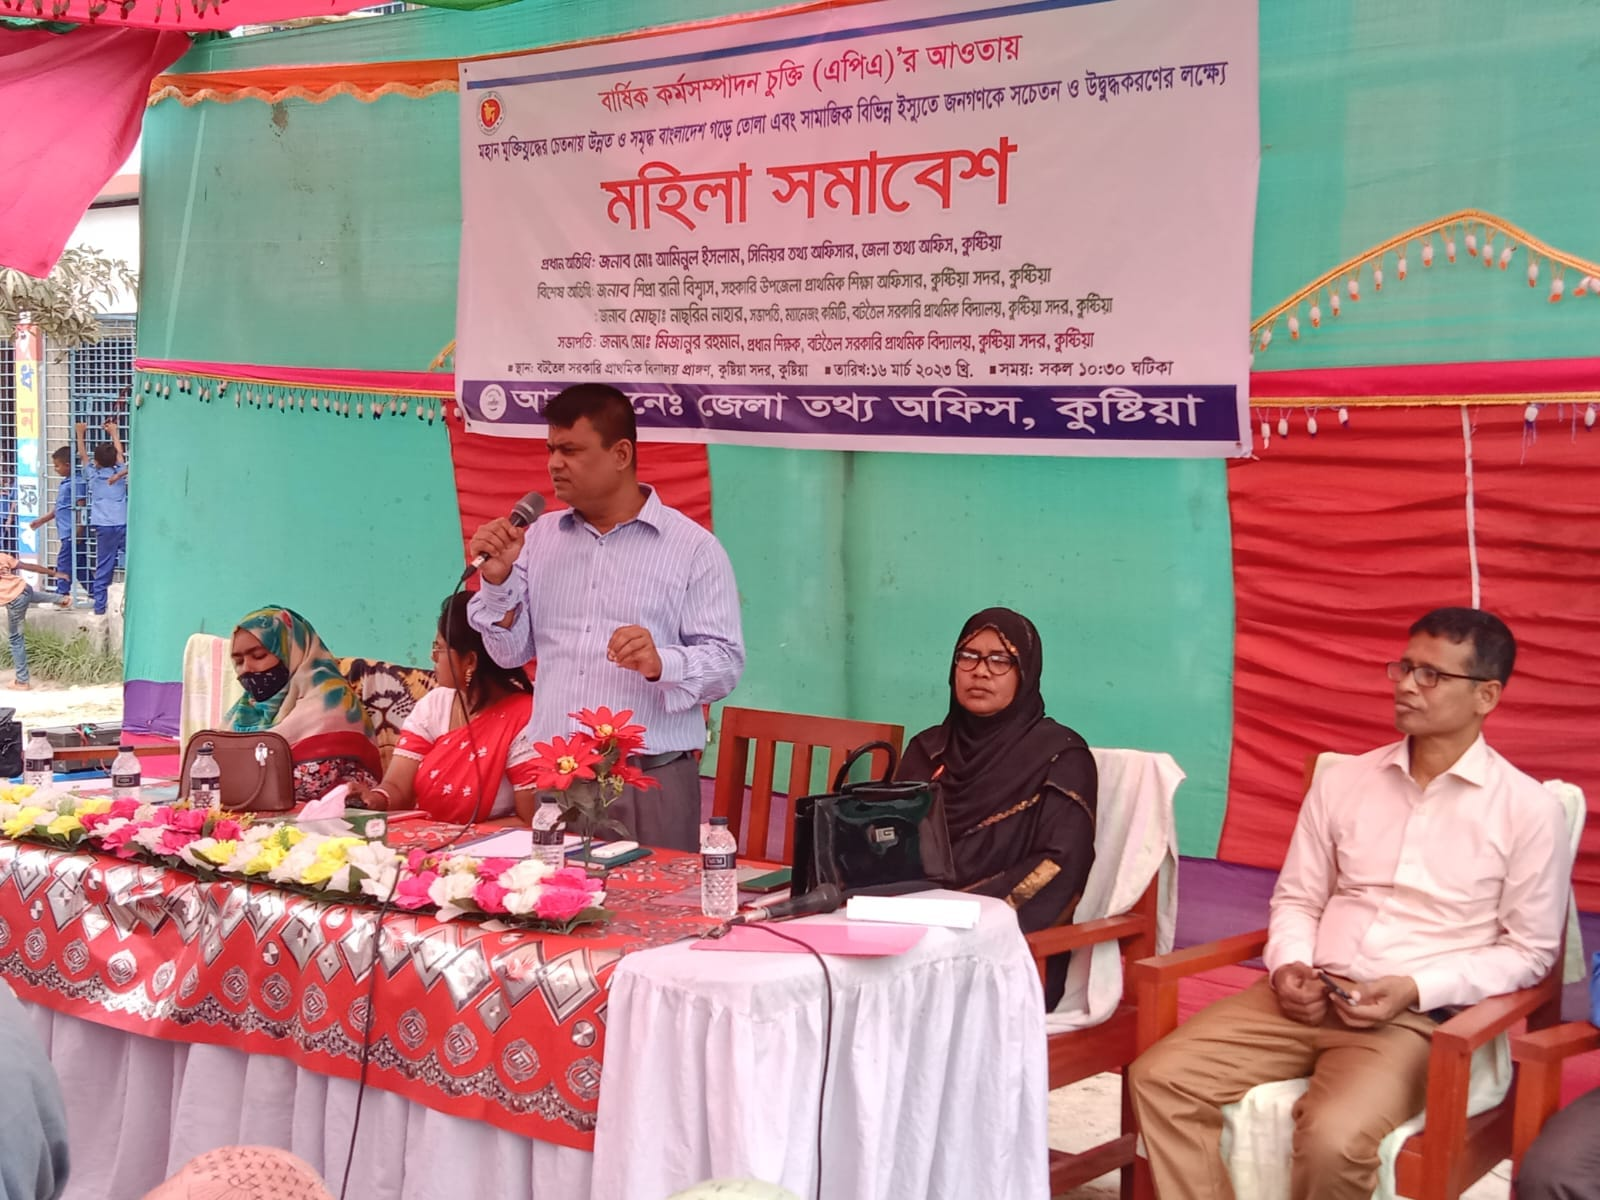 বার্ষিক কর্মসম্পাদন চুক্তি (এপিএ)'র আওতায়
মহান মুক্তিযুদ্ধের চেতনায় উন্নত ও সমৃদ্ধ বাংলাদেশ গড়ে তোলা এবং সামাজিক বিভিন্ন ইস্যুতে জনগণকে সচেতন ও উদ্বুদ্ধকরণের লক্ষ্যে
মহিলা সমাবেশ
প্রধান অতিথি: জনাব মোঃ আমিনুল ইসলাম, সিনিয়র তথ্য অফিসার, জেলা তথ্য অফিস, কুষ্টিয়া
বিশেষ অতিথি: জনাব শিপ্রা রানী বিশ্বাস, সহকারি উপজেলা প্রাথমিক শিক্ষা অফিসার, কুষ্টিয়া সদর, কুষ্টিয়া
: জনাব মোছাঃ নাছরিন নাহার, সভাপতি, ম্যানেজিং কমিটি, বটতৈল সরকারি প্রাথমিক বিদ্যালয়, কুষ্টিয়া সদর, কুষ্টিয়া
সভাপতি: জনাব মোঃ মিজানুর রহমান, প্রধান শিক্ষক, বটতৈল সরকারি প্রাথমিক বিদ্যালয়, কুষ্টিয়া সদর, কুষ্টিয়া
▪ স্থান: বটতৈল সরকারি প্রাথমিক বিদ্যালয় প্রাঙ্গণ, কুষ্টিয়া সদর, কুষ্টিয়া ▪ তারিখ:১৬ মার্চ ২০২৩ খ্রি. ▪ সময়: সকল ১০:৩০ ঘটিকা
জেলা তথ্য অফিস, কুষ্টিয়া